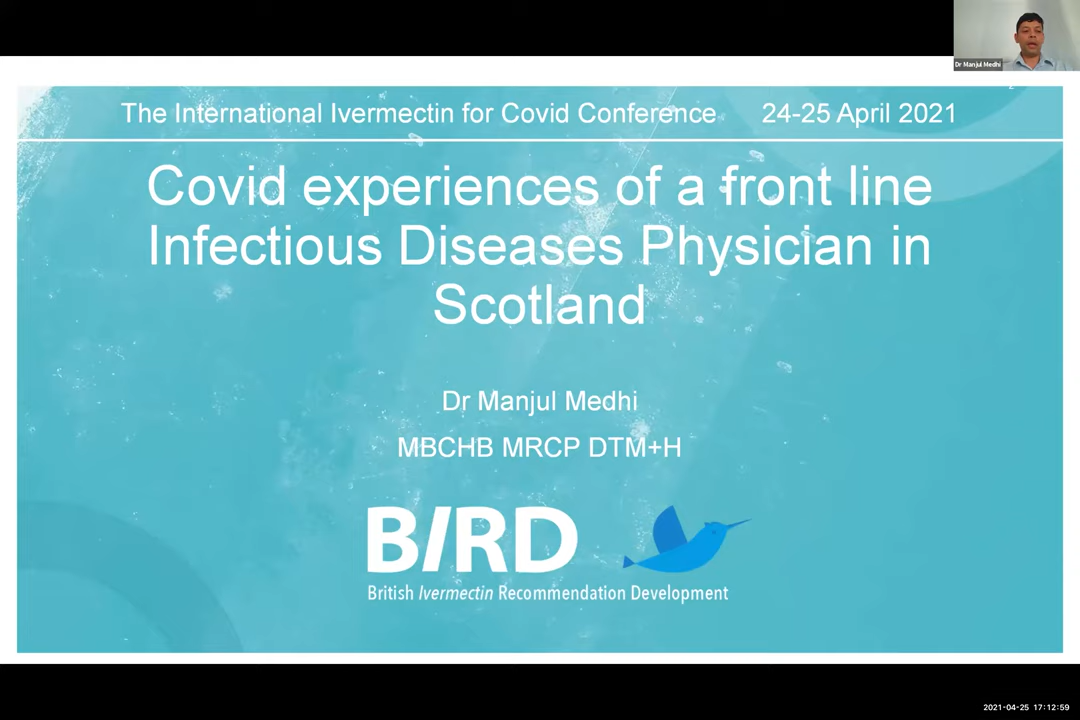 Dr Manjul Medhi
The International Ivermectin for Covid Conference 24-25 April 2021
Covid experiences of a front line
Infectious Diseases Physician in
Scotland
Dr Manjul Medhi
MBCHB MRCP DTM+H
BIRD
British Ivermectin Recommendation Development
2021-04-25 17:12:59